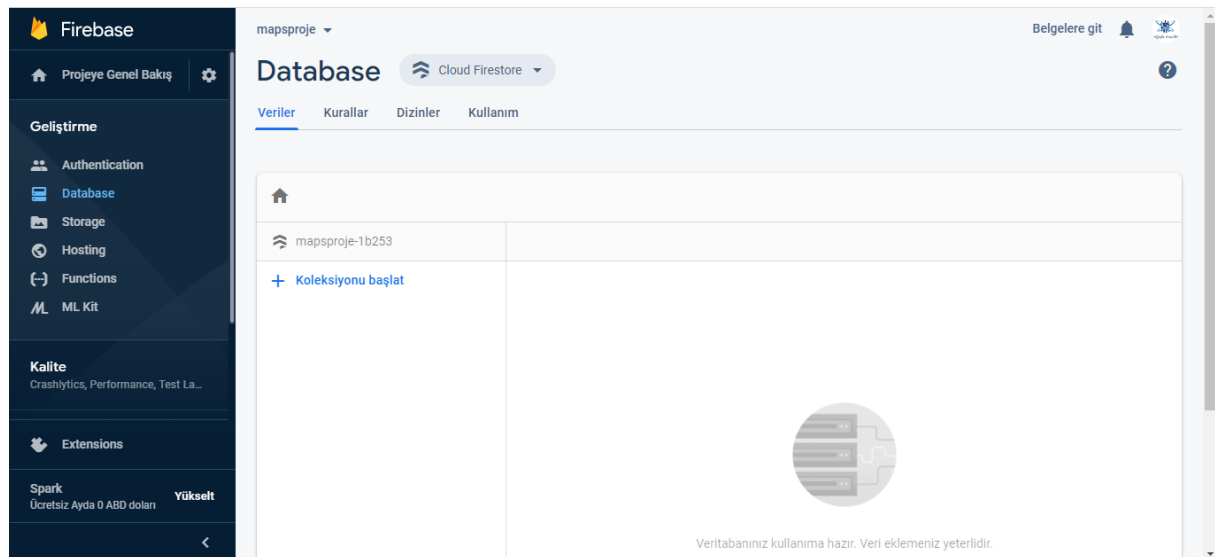 Firebase
Projeye Genel Bakış
Geliştirme
Authentication
Database
Storage
Hosting
Functions
ML Kit
Kalite
Crashlytics, Performance, Test La...
Extensions
Spark
Ücretsiz Ayda 0 ABD doları
Yükselt
mapsproje
Belgelere git
Database
Cloud Firestore
Veriler Kurallar Dizinler Kullanım
mapsproje-1b253
+ Koleksiyonu başlat
Veritabanınız kullanıma hazır. Veri eklemeniz yeterlidir.